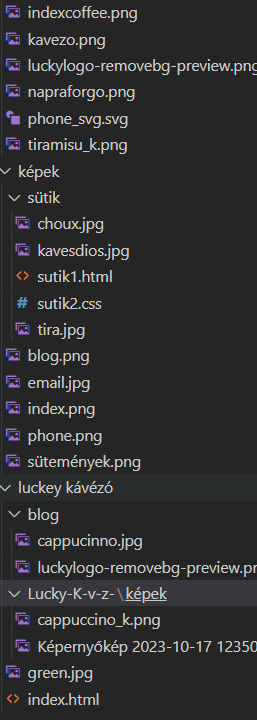 indexcoffee.png
kavezo.png
luckylogo-removebg-preview.png
napraforgo.png
phone_svg.svg
tiramisu_k.png
képek
sütik
choux.jpg
kavesdios.jpg
sutik1.html
sutik2.css
tira.jpg
blog.png
email.jpg
index.png
phone.png
sütemények.png
luckey kávézó
blog
cappucinno.jpg
luckylogo-removebg-preview.pn
Lucky-K-v-z-\képek
cappuccino_k.png
Képernyőkép 2023-10-17 12350
green.jpg
index.html